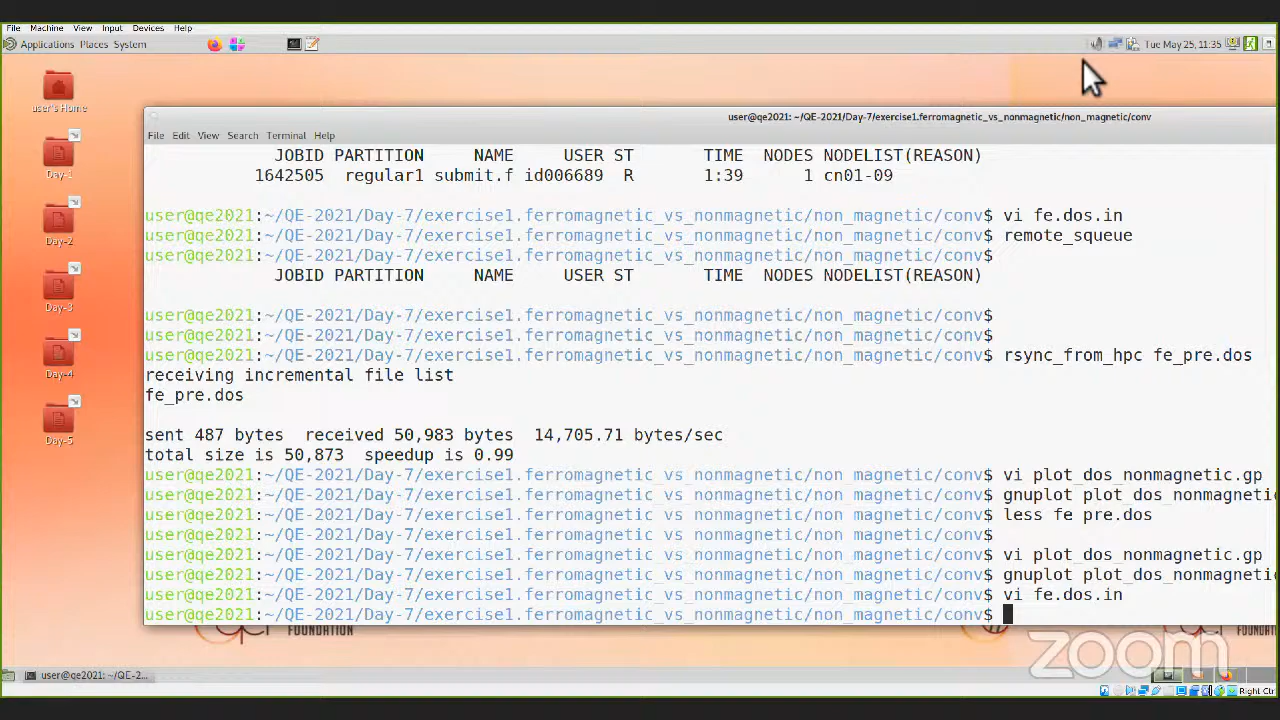 File Machine View Input Devices Help
Applications Places System
Tue May 25, 11:35
user's Home
Day-1
Day-2
Day-3
Day-4
Day-5
user@qe2021: ~/QE-2021/Day-7/exercise1.ferromagnetic_vs_nonmagnetic/non_magnetic/conv
File Edit View Search Terminal Help
JOBID PARTITION NAME USER ST TIME NODES NODELIST(REASON)
1642505 regular1 submit.f id006689 R 1:39 1 cn01-09
user@qe2021:~/QE-2021/Day-7/exercise1.ferromagnetic_vs_nonmagnetic/non_magnetic/conv$ vi fe.dos.in
user@qe2021:~/QE-2021/Day-7/exercise1.ferromagnetic_vs_nonmagnetic/non_magnetic/conv$ remote_squeue
user@qe2021:~/QE-2021/Day-7/exercise1.ferromagnetic_vs_nonmagnetic/non_magnetic/conv$
JOBID PARTITION NAME USER ST TIME NODES NODELIST(REASON)
user@qe2021:~/QE-2021/Day-7/exercise1.ferromagnetic_vs_nonmagnetic/non_magnetic/conv$
user@qe2021:~/QE-2021/Day-7/exercise1.ferromagnetic_vs_nonmagnetic/non_magnetic/conv$
user@qe2021:~/QE-2021/Day-7/exercise1.ferromagnetic_vs_nonmagnetic/non_magnetic/conv$ rsync_from_hpc fe_pre.dos
receiving incremental file list
fe_pre.dos
sent 487 bytes received 50,983 bytes 14,705.71 bytes/sec
total size is 50,873 speedup is 0.99
user@qe2021:~/QE-2021/Day-7/exercise1.ferromagnetic_vs_nonmagnetic/non_magnetic/conv$ vi plot_dos_nonmagnetic.gp
user@qe2021:~/QE-2021/Day-7/exercise1.ferromagnetic_vs_nonmagnetic/non_magnetic/conv$ gnuplot plot_dos_nonmagnetic
user@qe2021:~/QE-2021/Day-7/exercise1.ferromagnetic_vs_nonmagnetic/non_magnetic/conv$ less fe_pre.dos
user@qe2021:~/QE-2021/Day-7/exercise1.ferromagnetic_vs_nonmagnetic/non_magnetic/conv$
user@qe2021:~/QE-2021/Day-7/exercise1.ferromagnetic_vs_nonmagnetic/non_magnetic/conv$ vi plot_dos_nonmagnetic.gp
user@qe2021:~/QE-2021/Day-7/exercise1.ferromagnetic_vs_nonmagnetic/non_magnetic/conv$ gnuplot plot_dos_nonmagnetic
user@qe2021:~/QE-2021/Day-7/exercise1.ferromagnetic_vs_nonmagnetic/non_magnetic/conv$ vi fe.dos.in
user@qe2021:~/QE-2021/Day-7/exercise1.ferromagnetic_vs_nonmagnetic/non_magnetic/conv$
FOUNDATION
zoom
user@qe2021: ~/QE-2...
Right Ctr